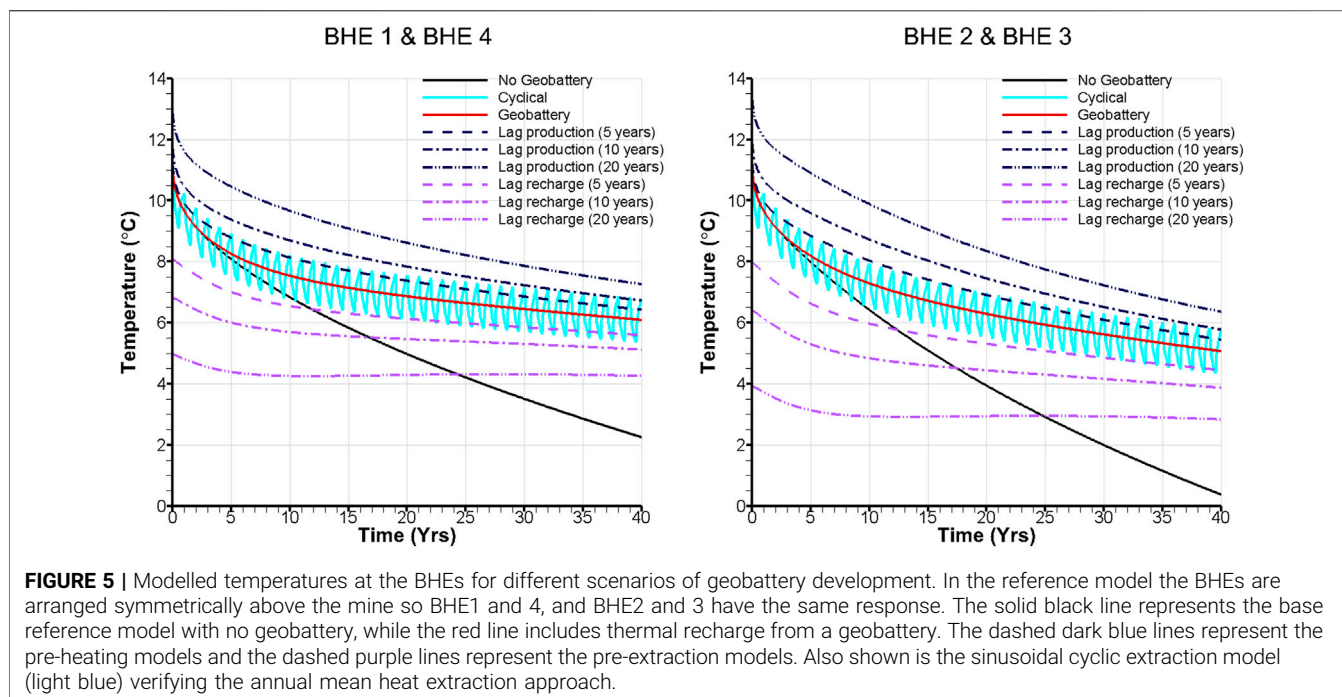 BHE 1 & BHE 4
14
12
10
8
6
4
2
0
Temperature (°C)
No Geobattery
Cyclical
Geobattery
Lag production (5 years)
Lag production (10 years)
Lag production (20 years)
Lag recharge (5 years)
Lag recharge (10 years)
Lag recharge (20 years)
0 5 10 15 20 25 30 35 40
Time (Yrs)
BHE 2 & BHE 3
14
12
10
8
6
4
2
0
Temperature (°C)
No Geobattery
Cyclical
Geobattery
Lag production (5 years)
Lag production (10 years)
Lag production (20 years)
Lag recharge (5 years)
Lag recharge (10 years)
Lag recharge (20 years)
0 5 10 15 20 25 30 35 40
Time (Yrs)
FIGURE 5 | Modelled temperatures at the BHEs for different scenarios of geobattery development. In the reference model the BHEs are
arranged symmetrically above the mine so BHE1 and 4, and BHE2 and 3 have the same response. The solid black line represents the base
reference model with no geobattery, while the red line includes thermal recharge from a geobattery. The dashed dark blue lines represent the
pre-heating models and the dashed purple lines represent the pre-extraction models. Also shown is the sinusoidal cyclic extraction model
(light blue) verifying the annual mean heat extraction approach.